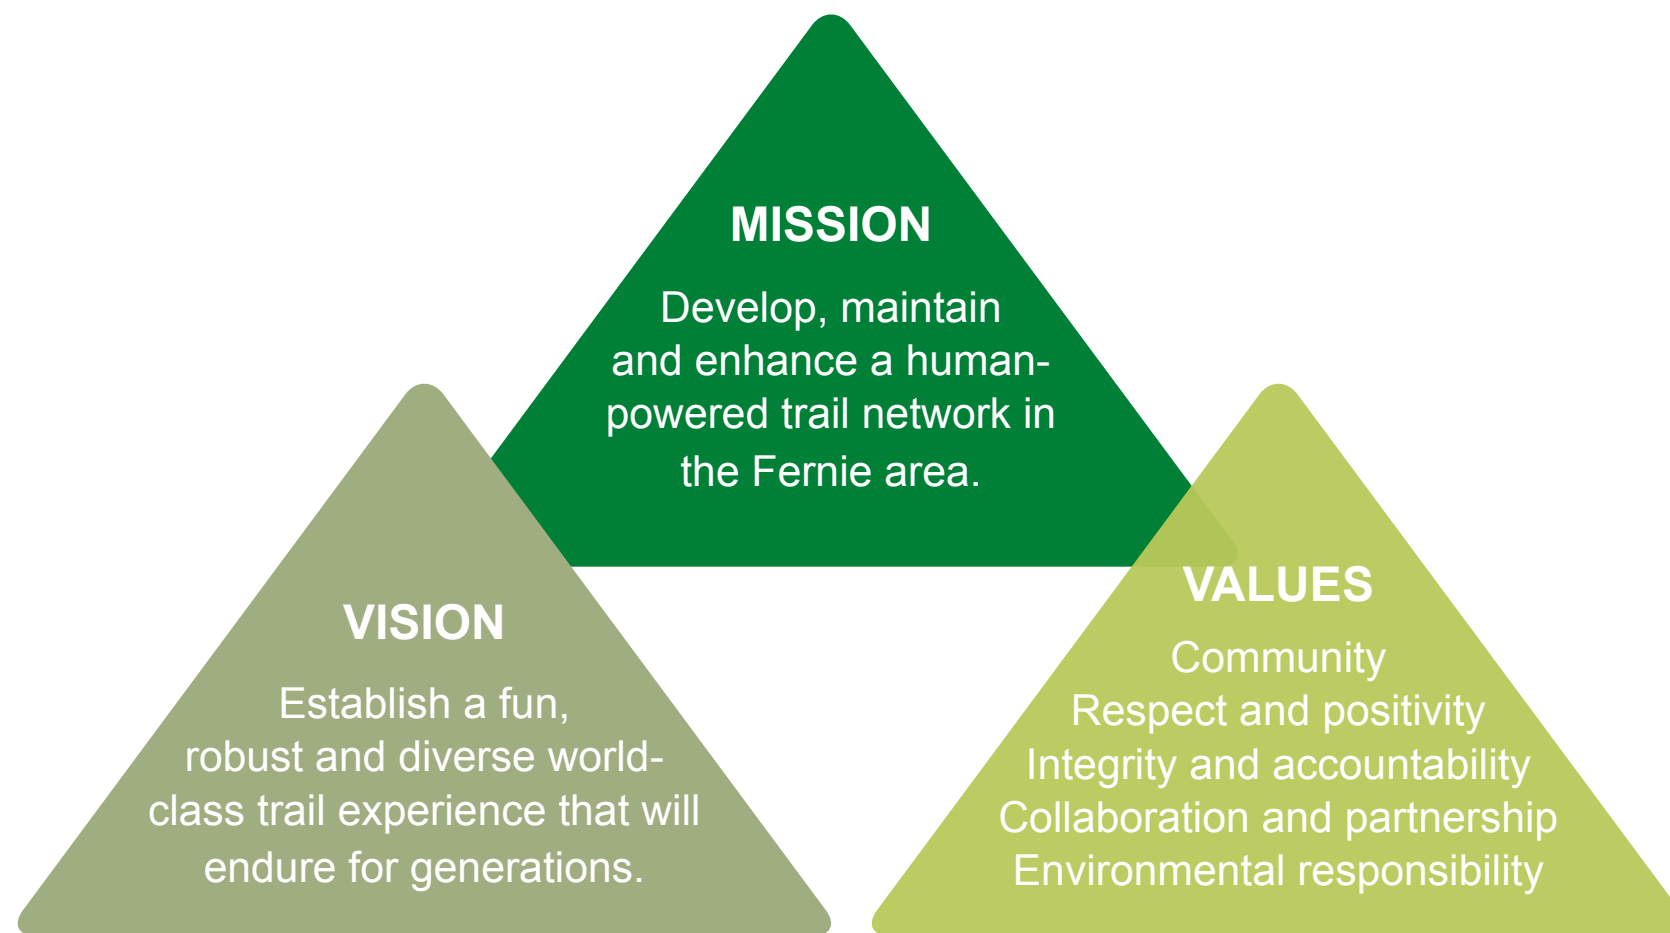 MISSION
Develop, maintain
and enhance a human-
powered trail network in
the Fernie area.
VISION
Establish a fun,
robust and diverse world-
class trail experience that will
endure for generations.
VALUES
Community
Respect and positivity
Integrity and accountability
Collaboration and partnership
Environmental responsibility